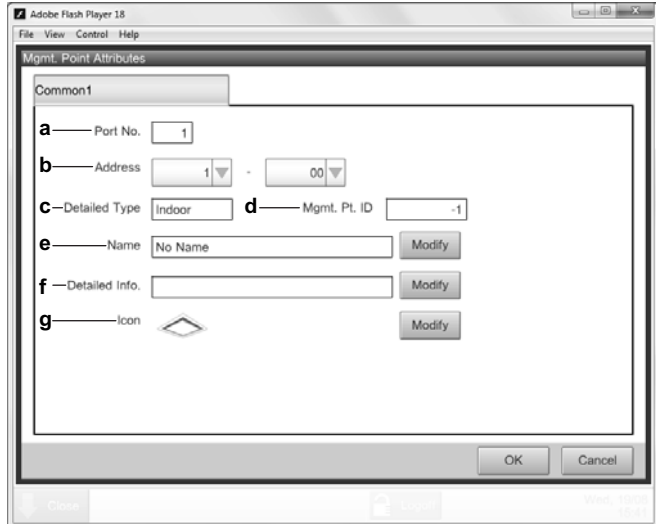 Adobe Flash Player 18
File View Control Help
Mgmt. Point Attributes
Common1
a Port No. 1
b Address 1 - 00
c Detailed Type Indoor d Mgmt. Pt. ID -1
e Name No Name Modify
f Detailed Info. Modify
g Icon Modify
OK Cancel
Close